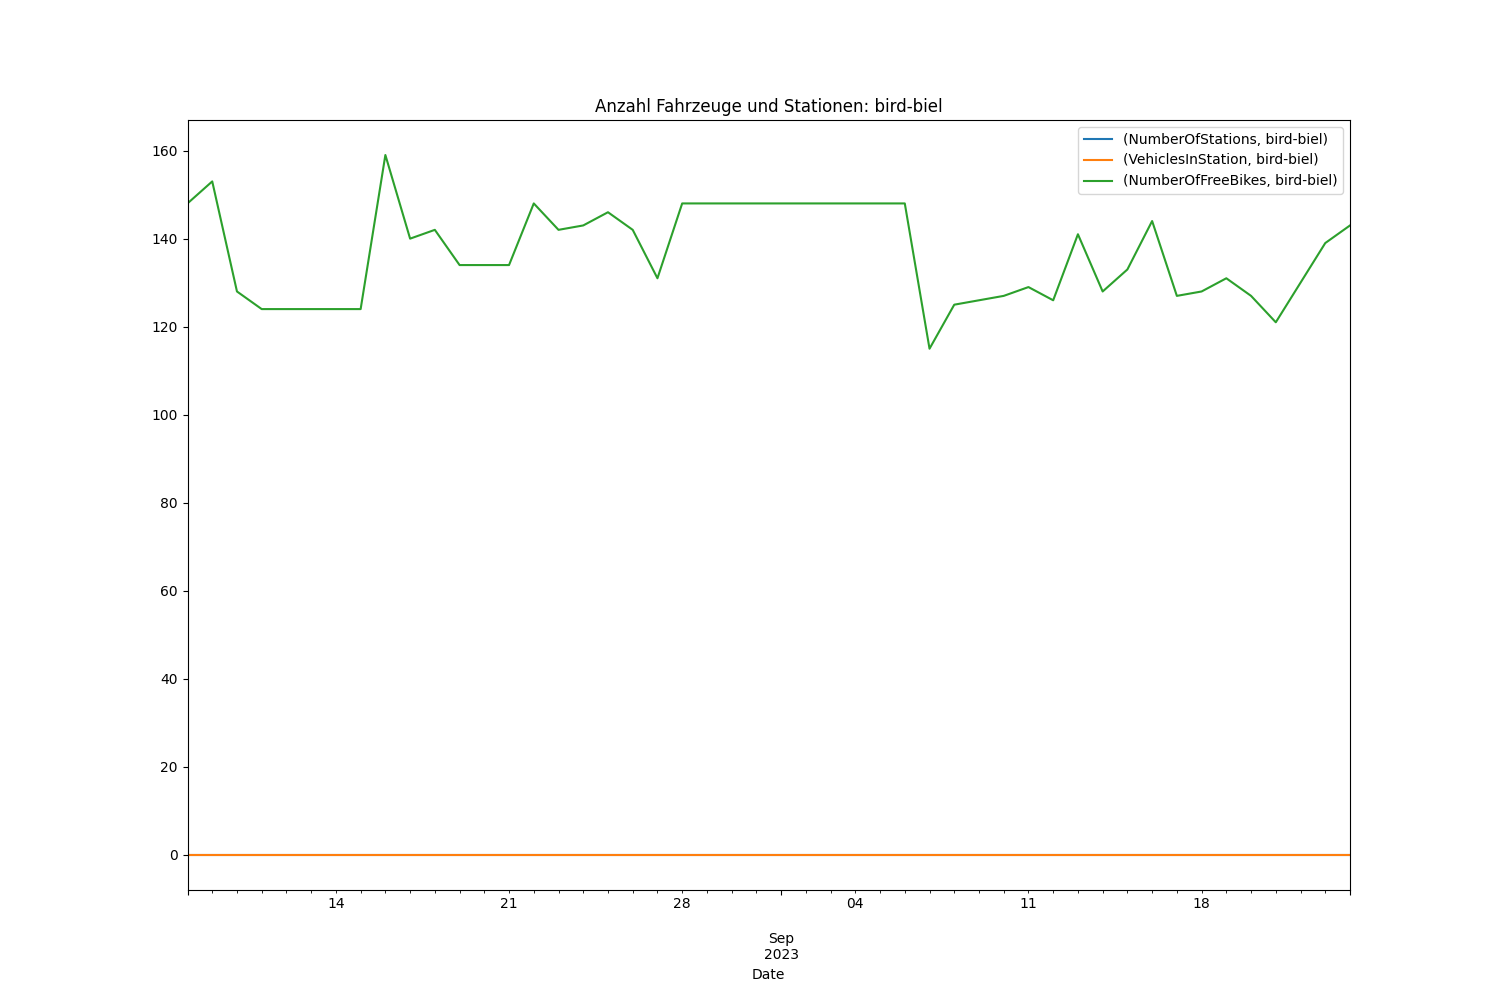 Anzahl Fahrzeuge und Stationen: bird-biel
(NumberOfStations, bird-biel)
(VehiclesInStation, bird-biel)
(NumberOfFreeBikes, bird-biel)
160
140
120
100
80
60
40
20
0
14 21 28 04 11 18
Sep
2023
Date